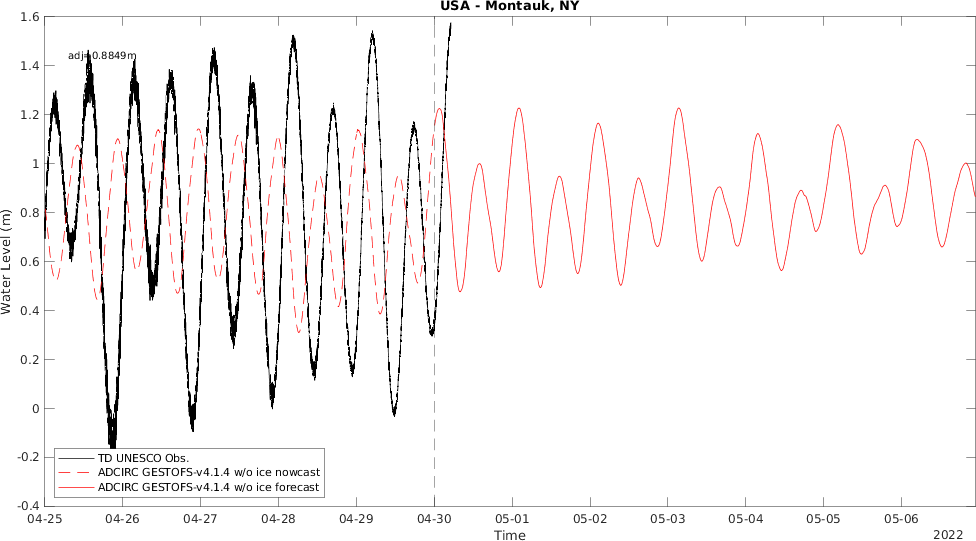 USA - Montauk, NY
1.6
1.4
1.2
1
0.8
0.6
0.4
0.2
0
-0.2
-0.4
Water Level (m)
adj=0.8849m
TD UNESCO Obs.
ADCIRC GESTOFS-v4.1.4 w/o ice nowcast
ADCIRC GESTOFS-v4.1.4 w/o ice forecast
04-25 04-26 04-27 04-28 04-29 04-30 05-01 05-02 05-03 05-04 05-05 05-06
Time
2022